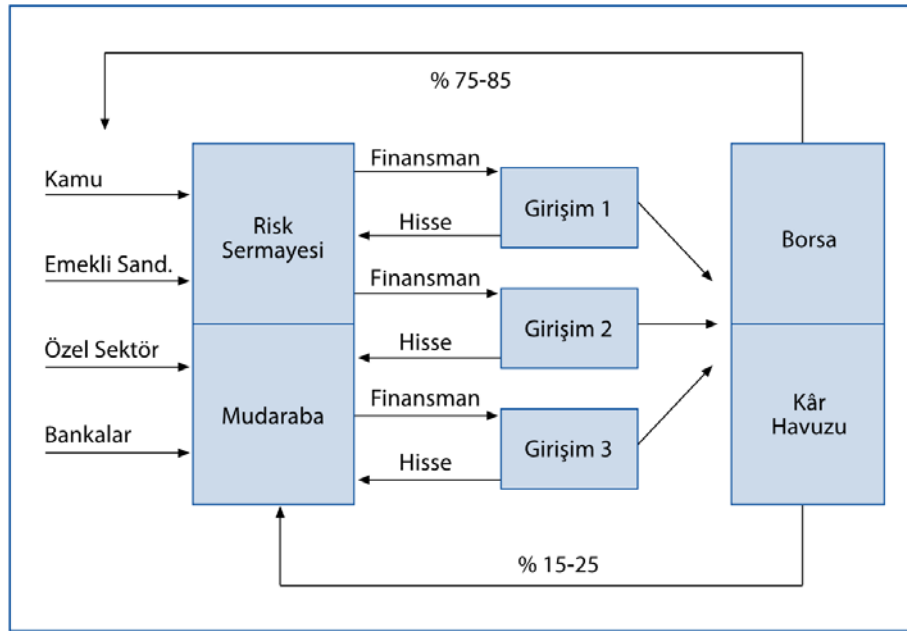 % 75-85
Kamu
Emekli Sand.
Özel Sektör
Bankalar
Risk
Sermayesi
Mudaraba
Finansman
Hisse
Finansman
Hisse
Finansman
Hisse
Girişim 1
Girişim 2
Girişim 3
Borsa
Kâr
Havuzu
% 15-25